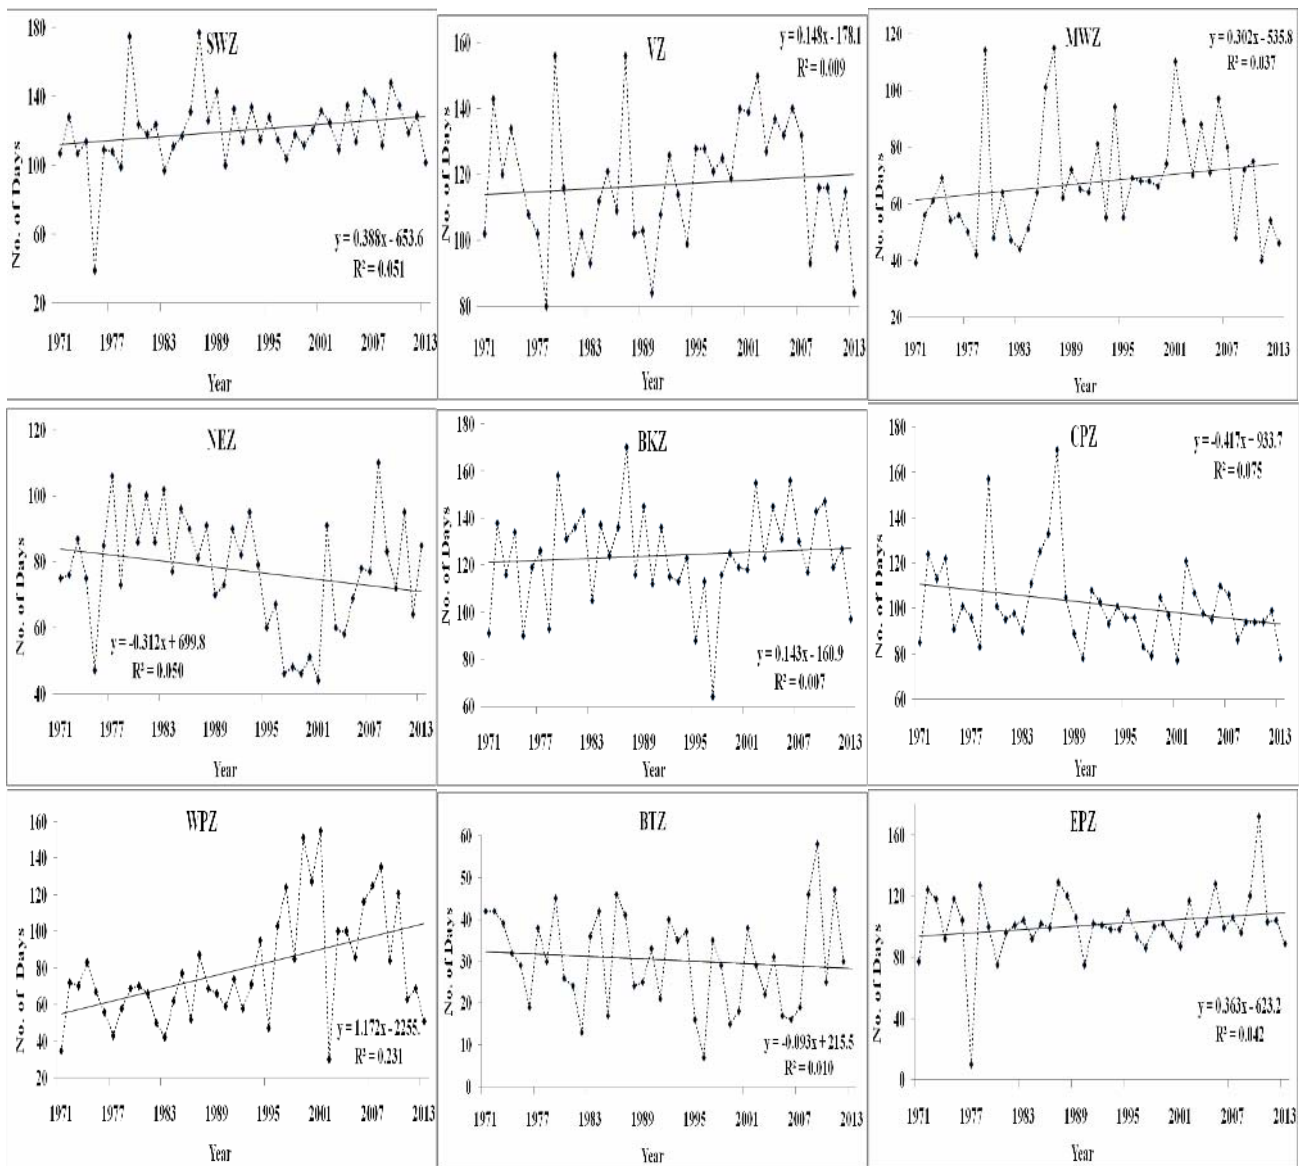 SWZ
180
140
100
60
20
No. of Days
y = 0.388x - 653.6
R² = 0.051
1971 1977 1983 1989 1995 2001 2007 2013
Year
VZ
y = 0.148x - 178.1
R² = 0.009
160
140
120
100
80
No. of Days
1971 1977 1983 1989 1995 2001 2007 2013
Year
MWZ
y = 0.302x - 535.8
R² = 0.037
120
100
80
60
40
20
No. of Days
1971 1977 1983 1989 1995 2001 2007 2013
Year
NEZ
120
100
80
60
40
No. of Days
y = -0.312x + 699.8
R² = 0.050
1971 1977 1983 1989 1995 2001 2007 2013
Year
BKZ
180
160
140
120
100
80
60
No. of Days
y = 0.143x - 160.9
R² = 0.007
1971 1977 1983 1989 1995 2001 2007 2013
Year
CPZ
y = -0.417x + 933.7
R² = 0.075
180
160
140
120
100
80
60
No. of Days
1971 1977 1983 1989 1995 2001 2007 2013
Year
WPZ
160
140
120
100
80
60
40
20
No. of Days
y = 1.172x - 2255.
R² = 0.231
1971 1977 1983 1989 1995 2001 2007 2013
Year
BTZ
60
50
40
30
20
10
0
No. of Days
y = -0.093x + 215.5
R² = 0.010
1971 1977 1983 1989 1995 2001 2007 2013
Year
EPZ
160
120
80
40
0
No. of Days
y = 0.363x - 623.2
R² = 0.042
1971 1977 1983 1989 1995 2001 2007 2013
Year